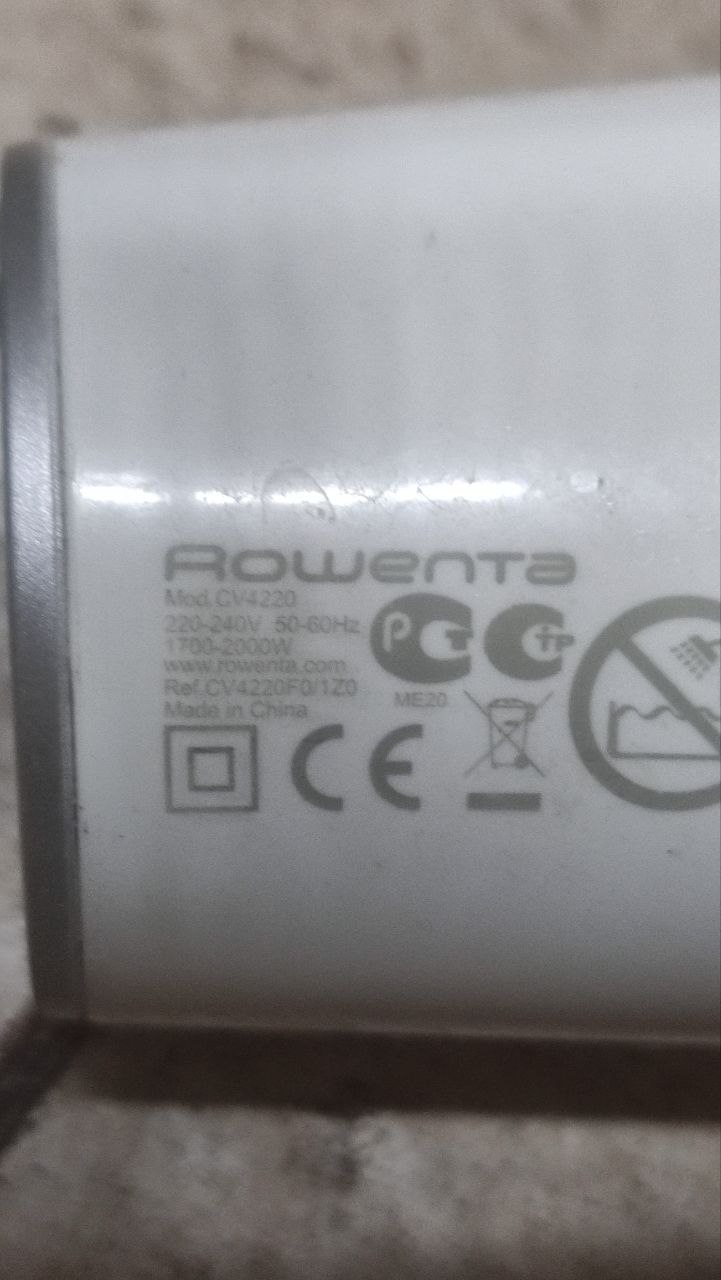 Rowenta
Mod.CV4220
220-240V 50-60Hz
1700-2000W
www.rowenta.com
Ref.CV4220F0/1Z0
Made in China
ME20
CE